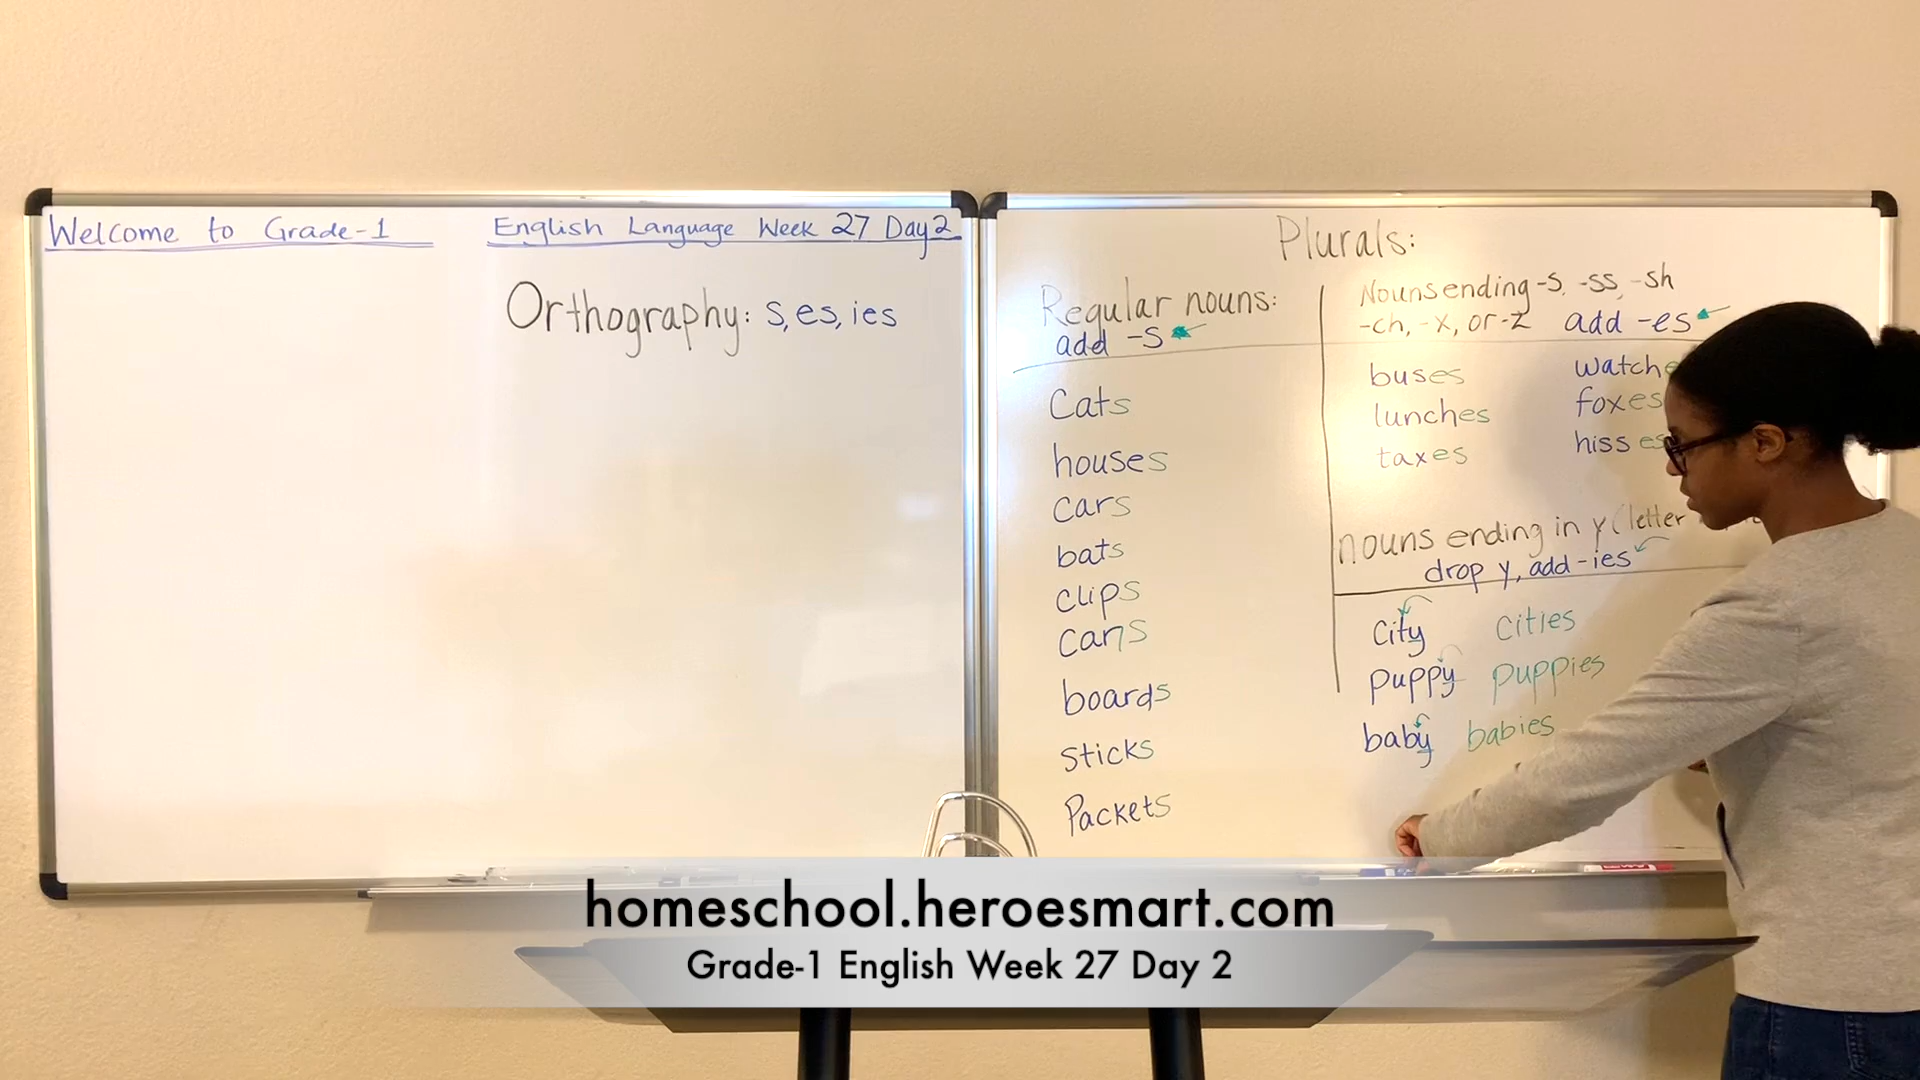 Welcome to Grade-1
English Language Week 27 Day 2
Orthography: s, es, ies
Plurals:
Regular nouns:
add -s
Cats
houses
cars
bats
clips
cans
boards
sticks
Packets
Nouns ending -s, -ss, -sh
-ch, -x, or -z add -es
buses
lunches
taxes
foxes
hisses
nouns ending in y (letter
drop y, add -ies
city cities
puppy puppies
baby babies
homeschool.heroesmart.com
Grade-1 English Week 27 Day 2